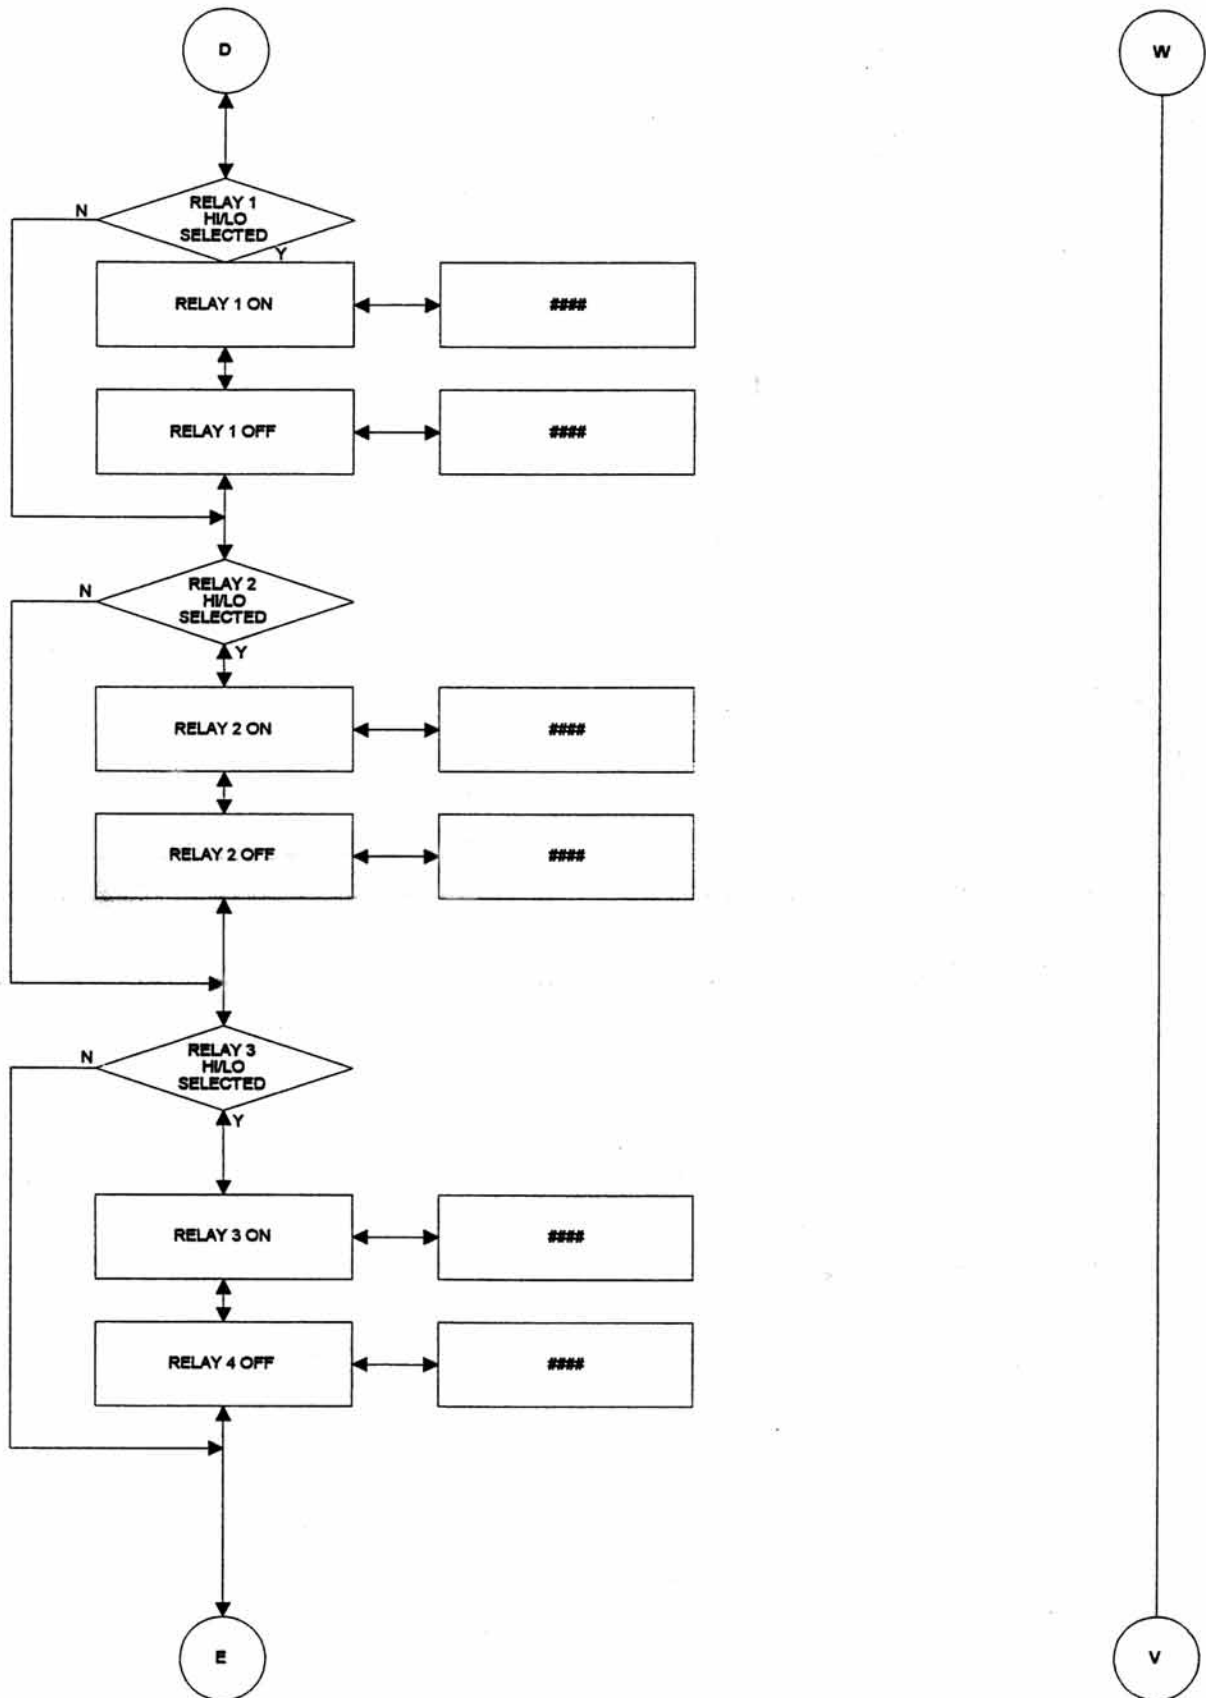 D
W
N
RELAY 1
HI/LO
SELECTED
Y
RELAY 1 ON
####
RELAY 1 OFF
####
N
RELAY 2
HI/LO
SELECTED
Y
RELAY 2 ON
####
RELAY 2 OFF
####
N
RELAY 3
HI/LO
SELECTED
Y
RELAY 3 ON
####
RELAY 4 OFF
####
E
V